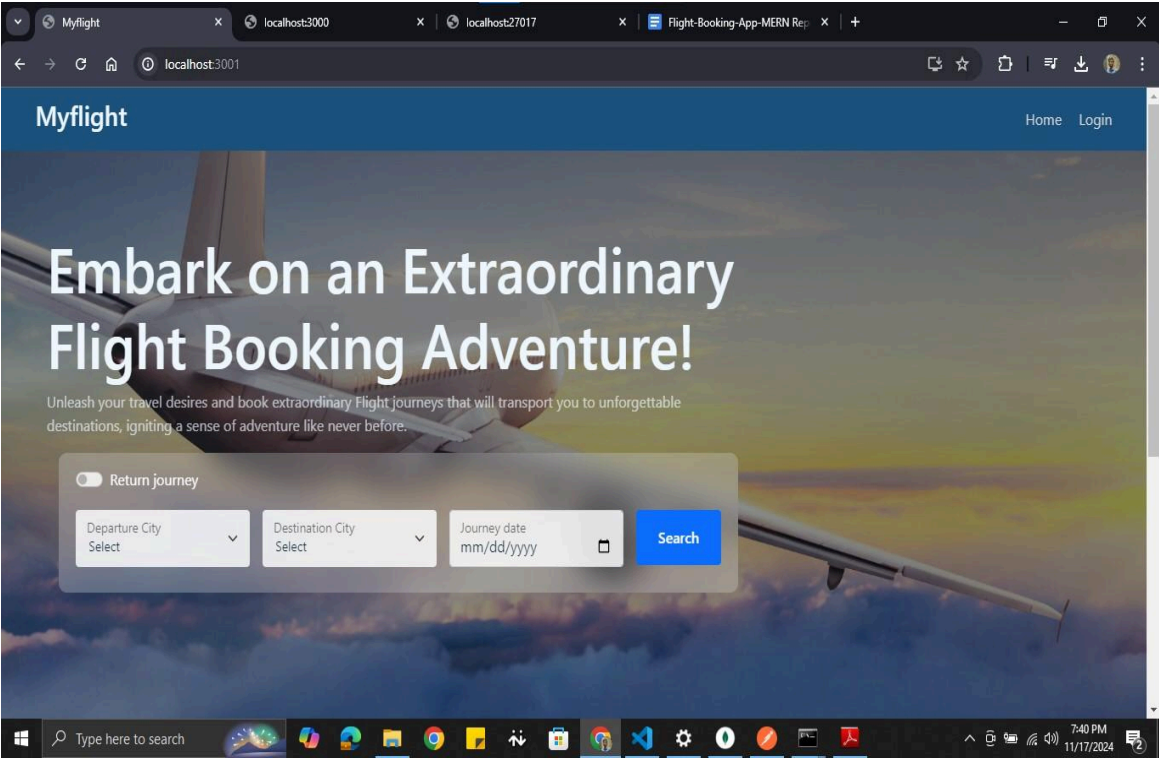 Myflight
localhost:3000
localhost:27017
Flight-Booking-App-MERN Rep
localhost:3001
Myflight
Home Login
Embark on an Extraordinary
Flight Booking Adventure!
Unleash your travel desires and book extraordinary Flight journeys that will transport you to unforgettable
destinations, igniting a sense of adventure like never before.
Return journey
Departure City
Select
Destination City
Select
Journey date
mm/dd/yyyy
Search
Type here to search
7:40 PM
11/17/2024
2